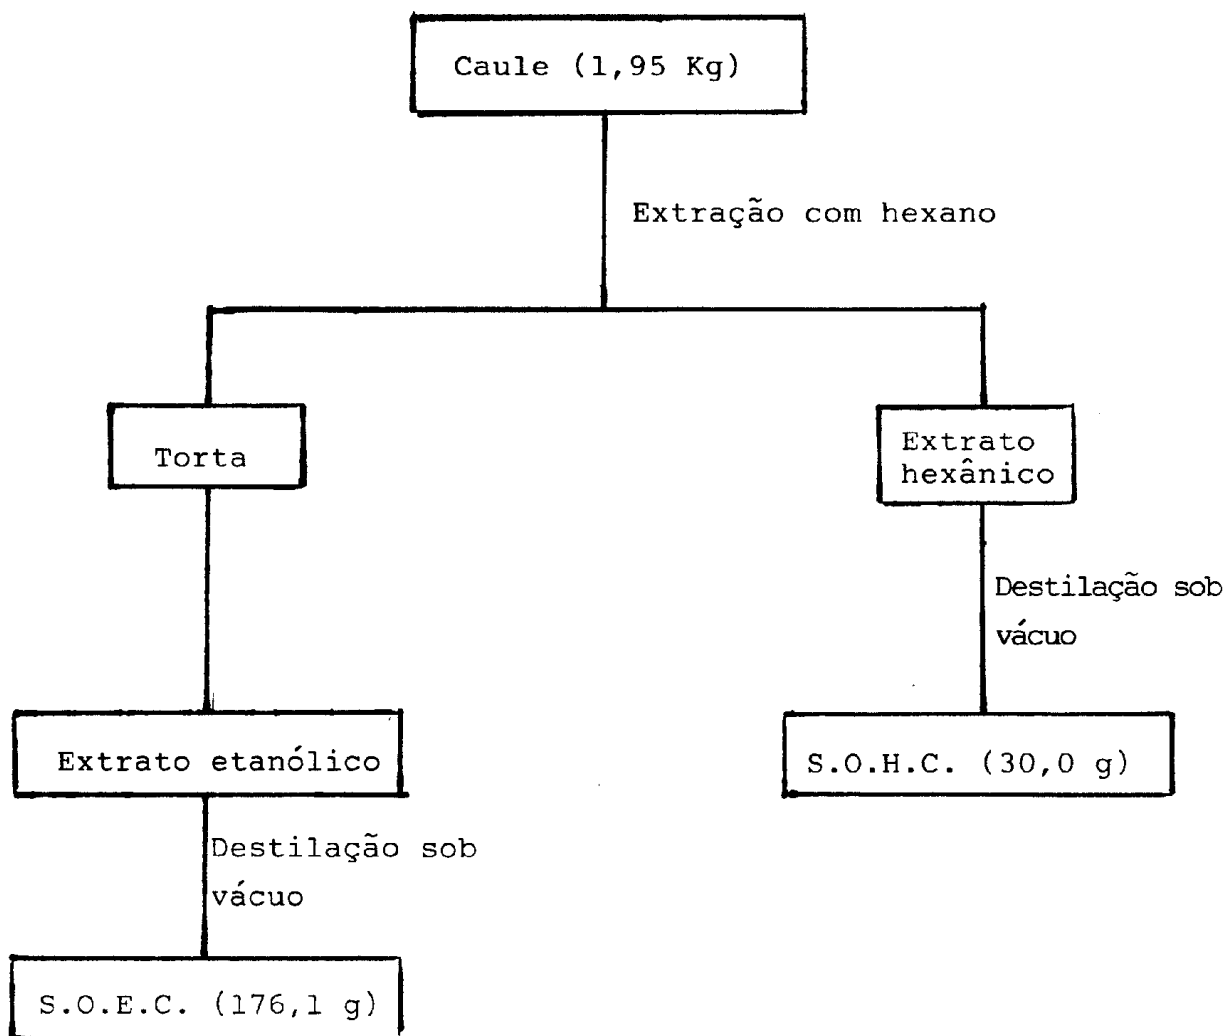 Caule (1,95 Kg)
Extração com hexano
Torta
Extrato
hexânico
Destilação sob
vácuo
Extrato etanólico
S.O.H.C. (30,0 g)
Destilação sob
vácuo
S.O.E.C. (176,1 g)